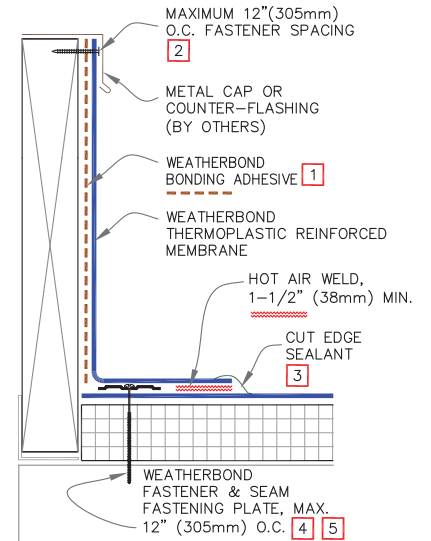 MAXIMUM 12"(305mm)
O.C. FASTENER SPACING
2
METAL CAP OR
COUNTER-FLASHING
(BY OTHERS)
WEATHERBOND
BONDING ADHESIVE 1
WEATHERBOND
THERMOPLASTIC REINFORCED
MEMBRANE
HOT AIR WELD,
1-1/2" (38mm) MIN.
CUT EDGE
SEALANT
3
WEATHERBOND
FASTENER & SEAM
FASTENING PLATE, MAX.
12" (305mm) O.C. 4 5